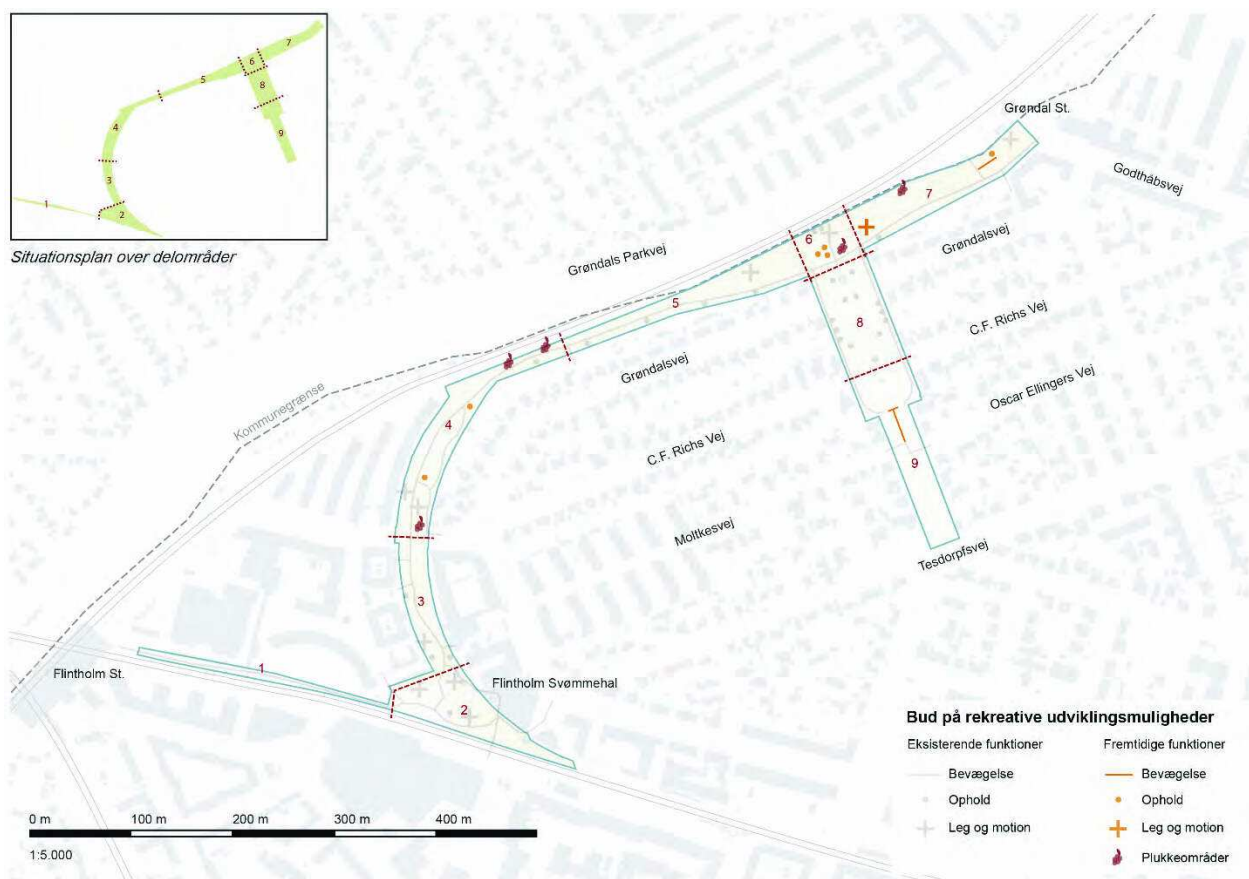 7
6
5
8
4
9
3
1
2
Situationsplan over delområder
Grøndal St.
Godthåbsvej
7
Grøndalsvej
6
Grøndals Parkvej
C.F. Richs Vej
5
8
Oscar Ellingers Vej
Grøndalsvej
Kommunegrænse
4
C.F. Richs Vej
9
Moltkesvej
Tesdorpfsvej
3
1
Flintholm St.
Flintholm Svømmehal
2
Bud på rekreative udviklingsmuligheder
Eksisterende funktioner
Bevægelse
Ophold
Leg og motion
Fremtidige funktioner
Bevægelse
Ophold
Leg og motion
Plukkeområder
0 m 100 m 200 m 300 m 400 m
1:5.000